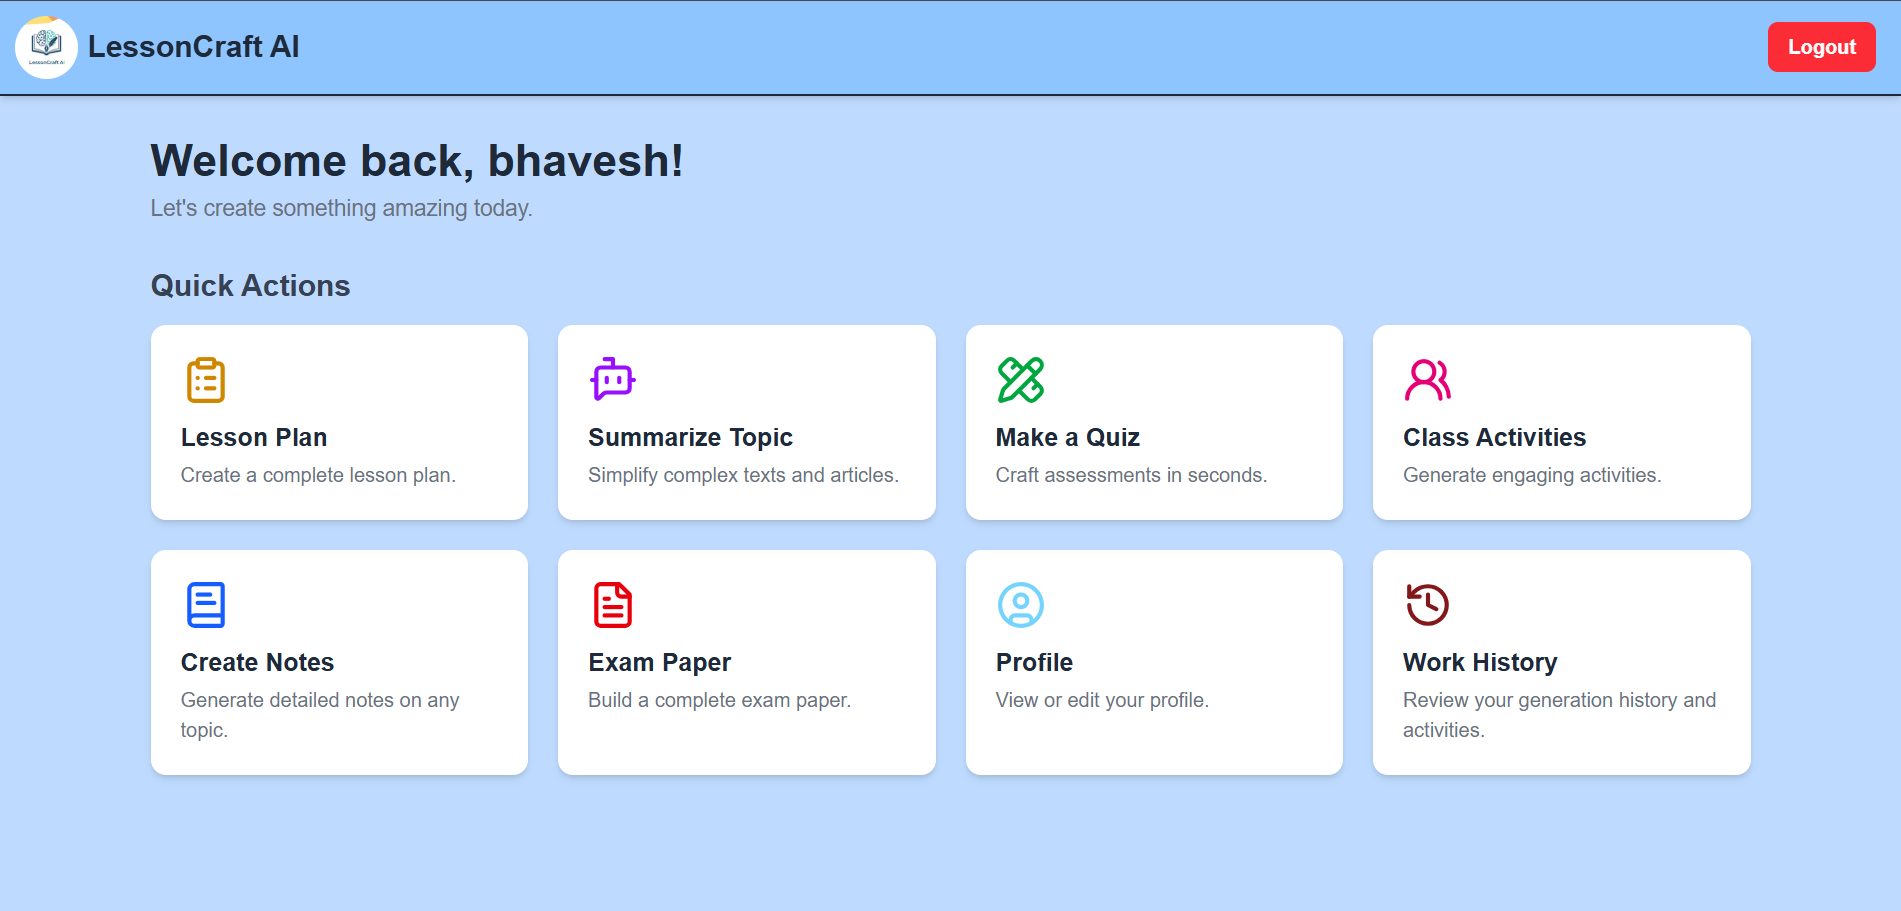 LessonCraft AI
LessonCraft AI
Logout
Welcome back, bhavesh!
Let's create something amazing today.
Quick Actions
Lesson Plan
Create a complete lesson plan.
Summarize Topic
Simplify complex texts and articles.
Make a Quiz
Craft assessments in seconds.
Class Activities
Generate engaging activities.
Create Notes
Generate detailed notes on any
topic.
Exam Paper
Build a complete exam paper.
Profile
View or edit your profile.
Work History
Review your generation history and
activities.